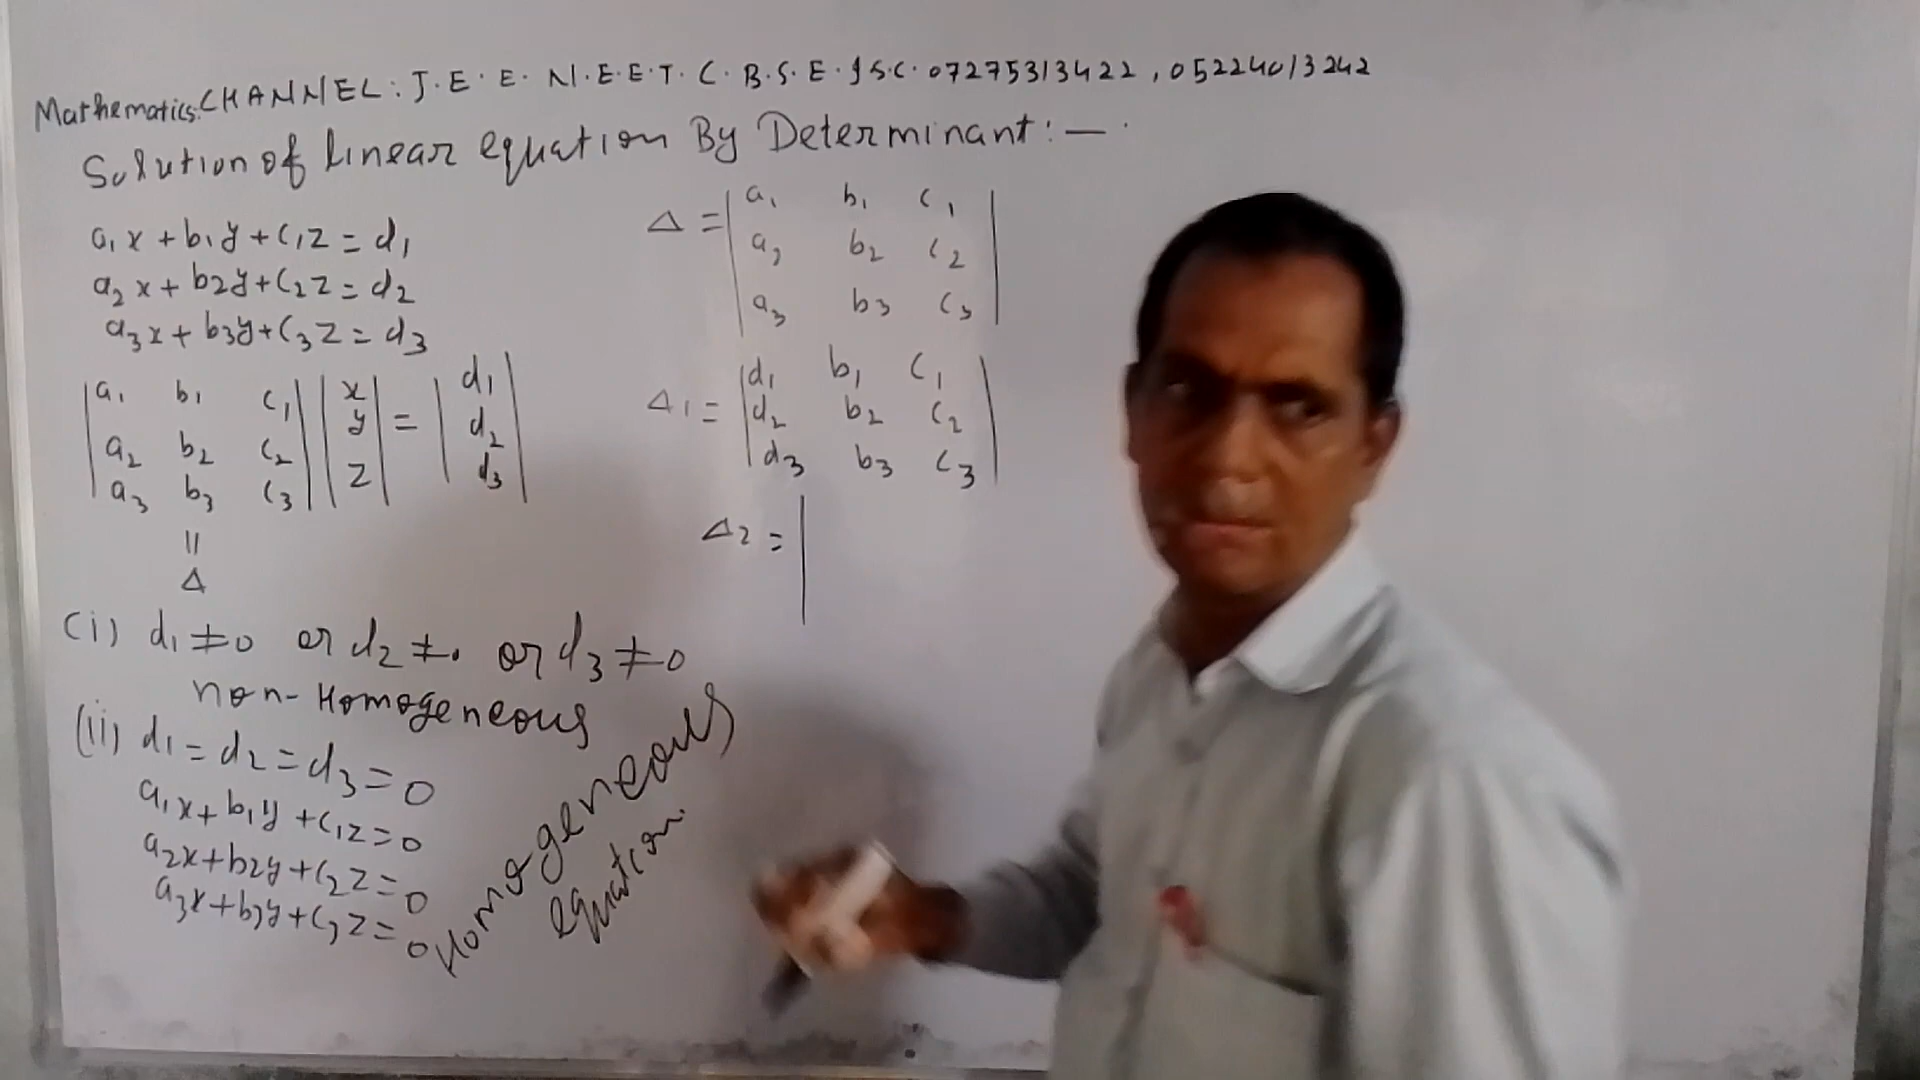 Mathematics: CHANNEL: J.E.E. N.E.E.T. C.B.S.E. ISC. 07275313422, 05224013242
Solution of linear equation By Determinant: —
a₁x + b₁y + c₁z = d₁
a₂x + b₂y + c₂z = d₂
a₃x + b₃y + c₃z = d₃
| a₁ b₁ c₁ | | x | = | d₁ |
| a₂ b₂ c₂ | | y | | d₂ |
| a₃ b₃ c₃ | | z | | d₃ |
=
Δ
(i) d₁ ≠ 0 or d₂ ≠ 0 or d₃ ≠ 0
non-Homogeneous
(ii) d₁ = d₂ = d₃ = 0
a₁x + b₁y + c₁z = 0
a₂x + b₂y + c₂z = 0
a₃x + b₃y + c₃z = 0
Homogeneous
equation.
Δ = | a₁ b₁ c₁ |
| a₂ b₂ c₂ |
| a₃ b₃ c₃ |
Δ₁ = | d₁ b₁ c₁ |
| d₂ b₂ c₂ |
| d₃ b₃ c₃ |
Δ₂ = |